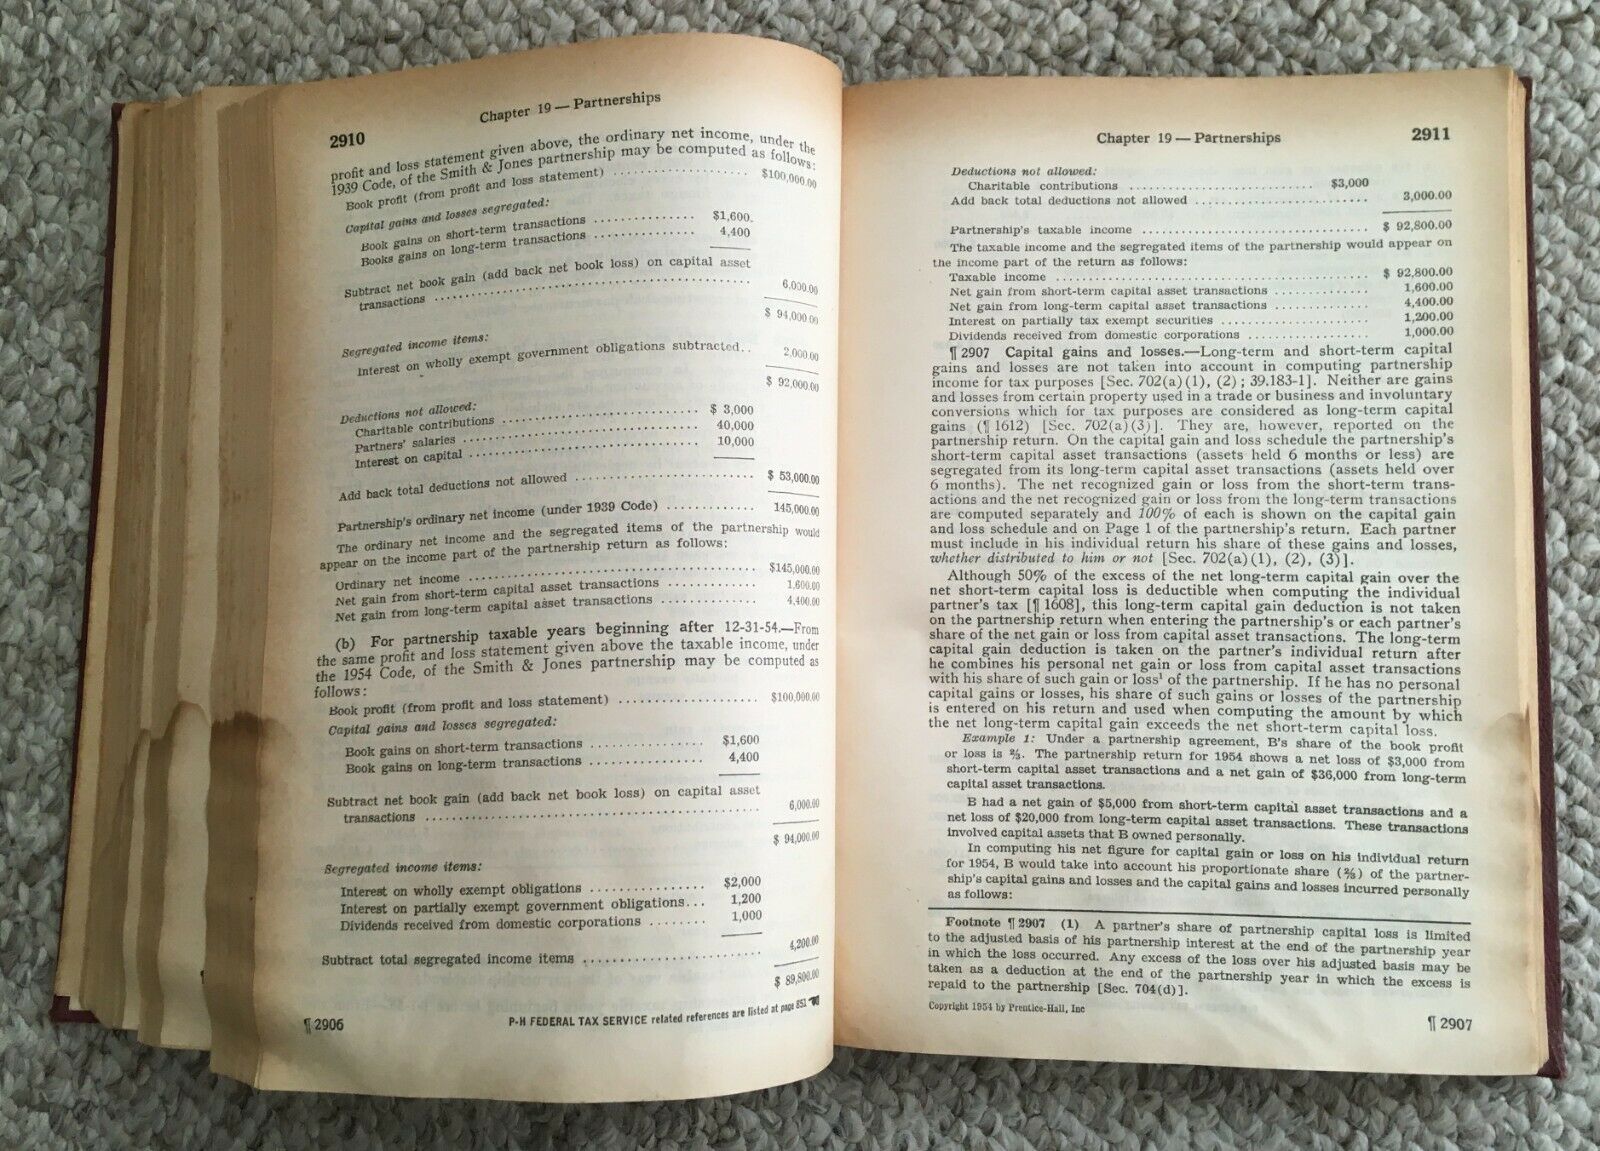 2910
Chapter 19 — Partnerships
profit and loss statement given above, the ordinary net income, under the
1939 Code, of the Smith & Jones partnership may be computed as follows:
Book profit (from profit and loss statement) .................... $100,000.00
Capital gains and losses segregated:
Book gains on short-term transactions ............... $1,600.
Books gains on long-term transactions ............... 4,400
Subtract net book gain (add back net book loss) on capital asset
transactions .................................................. 6,000.00
$ 94,000.00
Segregated income items:
Interest on wholly exempt government obligations subtracted.. 2,000.00
$ 92,000.00
Deductions not allowed:
Charitable contributions ............................. $ 3,000
Partners' salaries .................................. 40,000
Interest on capital ................................. 10,000
Add back total deductions not allowed .......................... $ 53,000.00
Partnership's ordinary net income (under 1939 Code) ............. 145,000.00
The ordinary net income and the segregated items of the partnership would
appear on the income part of the partnership return as follows:
Ordinary net income ............................................. $145,000.00
Net gain from short-term capital asset transactions ............. 1,600.00
Net gain from long-term capital asset transactions .............. 4,400.00
(b) For partnership taxable years beginning after 12-31-54.—From
the same profit and loss statement given above the taxable income, under
the 1954 Code, of the Smith & Jones partnership may be computed as
follows:
Book profit (from profit and loss statement) .................... $100,000.00
Capital gains and losses segregated:
Book gains on short-term transactions ................ $1,600
Book gains on long-term transactions ................. 4,400
Subtract net book gain (add back net book loss) on capital asset
transactions .................................................. 6,000.00
$ 94,000.00
Segregated income items:
Interest on wholly exempt obligations ................ $2,000
Interest on partially exempt government obligations... 1,200
Dividends received from domestic corporations ........ 1,000
4,200.00
Subtract total segregated income items ..........................
$ 89,800.00
¶ 2906
P-H FEDERAL TAX SERVICE related references are listed at page 851
Chapter 19 — Partnerships
2911
Deductions not allowed:
Charitable contributions ............................. $3,000
Add back total deductions not allowed .......................... 3,000.00
Partnership's taxable income .................................... $ 92,800.00
The taxable income and the segregated items of the partnership would appear on
the income part of the return as follows:
Taxable income .................................................. $ 92,800.00
Net gain from short-term capital asset transactions ............. 1,600.00
Net gain from long-term capital asset transactions .............. 4,400.00
Interest on partially tax exempt securities ..................... 1,200.00
Dividends received from domestic corporations ................... 1,000.00
¶ 2907 Capital gains and losses.—Long-term and short-term capital
gains and losses are not taken into account in computing partnership
income for tax purposes [Sec. 702(a)(1), (2); 39.183-1]. Neither are gains
and losses from certain property used in a trade or business and involuntary
conversions which for tax purposes are considered as long-term capital
gains (¶ 1612) [Sec. 702(a)(3)]. They are, however, reported on the
partnership return. On the capital gain and loss schedule the partnership's
short-term capital asset transactions (assets held 6 months or less) are
segregated from its long-term capital asset transactions (assets held over
6 months). The net recognized gain or loss from the short-term trans-
actions and the net recognized gain or loss from the long-term transactions
are computed separately and 100% of each is shown on the capital gain
and loss schedule and on Page 1 of the partnership's return. Each partner
must include in his individual return his share of these gains and losses,
whether distributed to him or not [Sec. 702(a)(1), (2), (3)].
Although 50% of the excess of the net long-term capital gain over the
net short-term capital loss is deductible when computing the individual
partner's tax [¶ 1608], this long-term capital gain deduction is not taken
on the partnership return when entering the partnership's or each partner's
share of the net gain or loss from capital asset transactions. The long-term
capital gain deduction is taken on the partner's individual return after
he combines his personal net gain or loss from capital asset transactions
with his share of such gain or loss¹ of the partnership. If he has no personal
capital gains or losses, his share of such gains or losses of the partnership
is entered on his return and used when computing the amount by which
the net long-term capital gain exceeds the net short-term capital loss.
Example 1: Under a partnership agreement, B's share of the book profit
or loss is ⅔. The partnership return for 1954 shows a net loss of $3,000 from
short-term capital asset transactions and a net gain of $36,000 from long-term
capital asset transactions.
B had a net gain of $5,000 from short-term capital asset transactions and a
net loss of $20,000 from long-term capital asset transactions. These transactions
involved capital assets that B owned personally.
In computing his net figure for capital gain or loss on his individual return
for 1954, B would take into account his proportionate share (⅔) of the partner-
ship's capital gains and losses and the capital gains and losses incurred personally
as follows:
Footnote ¶ 2907 (1) A partner's share of partnership capital loss is limited
to the adjusted basis of his partnership interest at the end of the partnership year
in which the loss occurred. Any excess of the loss over his adjusted basis may be
taken as a deduction at the end of the partnership year in which the excess is
repaid to the partnership [Sec. 704(d)].
Copyright 1954 by Prentice-Hall, Inc
¶ 2907